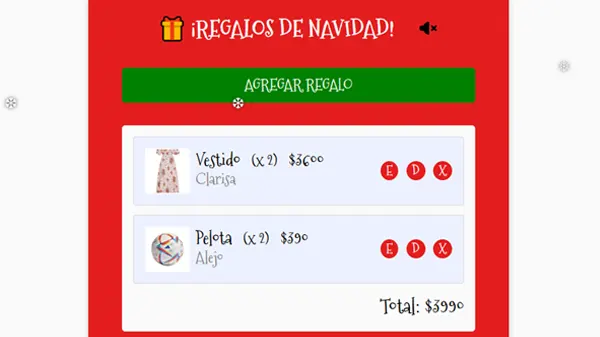 ¡REGALOS DE NAVIDAD!
AGREGAR REGALO
Vestido (x 2) $3600
Clarisa
E D X
Pelota (x 2) $390
Alejo
E D X
Total: $3990